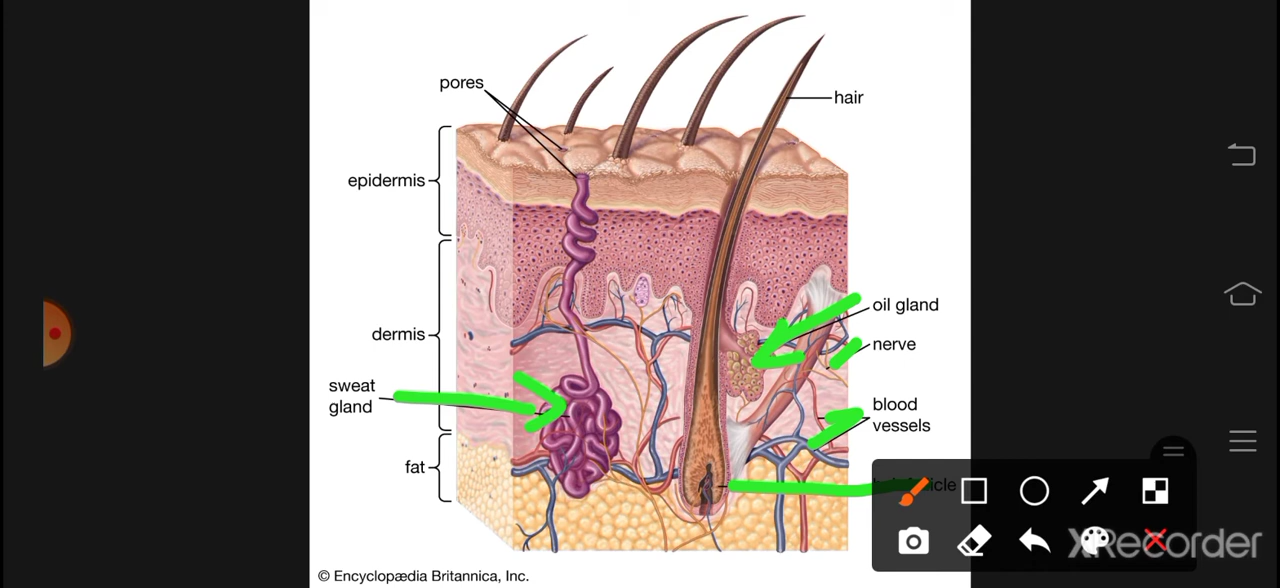 pores
hair
epidermis
oil gland
dermis
nerve
sweat
gland
blood
vessels
fat
XRecorder
© Encyclopædia Britannica, Inc.